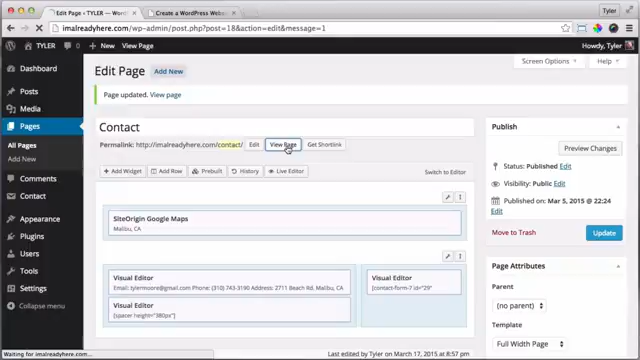 Edit Page ‹ TYLER —
Create a WordPress Websi
Tyler
imalreadyhere.com/wp-admin/post.php?post=18&action=edit&message=1
TYLER
+ New
View Page
Howdy, Tyler
Dashboard
Posts
Media
Pages
All Pages
Add New
Comments
Contact
Appearance
Plugins
Users
Tools
Settings
Collapse menu
Screen Options
Help
Edit Page
Add New
Page updated. View page
Contact
Permalink: http://imalreadyhere.com/contact/
Edit
View Page
Get Shortlink
Add Widget
Add Row
Prebuilt
History
Live Editor
Switch to Editor
SiteOrigin Google Maps
Malibu, CA
Visual Editor
Email: tylermoore@gmail.com Phone: (310) 743-3190 Address: 2711 Beach Rd. Malibu, CA
Visual Editor
[contact-form-7 id="29"
Visual Editor
[spacer height="380px"]
Last edited by Tyler on March 17, 2015 at 8:57 pm
Publish
Preview Changes
Status: Published Edit
Visibility: Public Edit
Published on: Mar 5, 2015 @ 22:24
Edit
Move to Trash
Update
Page Attributes
Parent
(no parent)
Template
Full Width Page
Waiting for imalreadyhere.com...